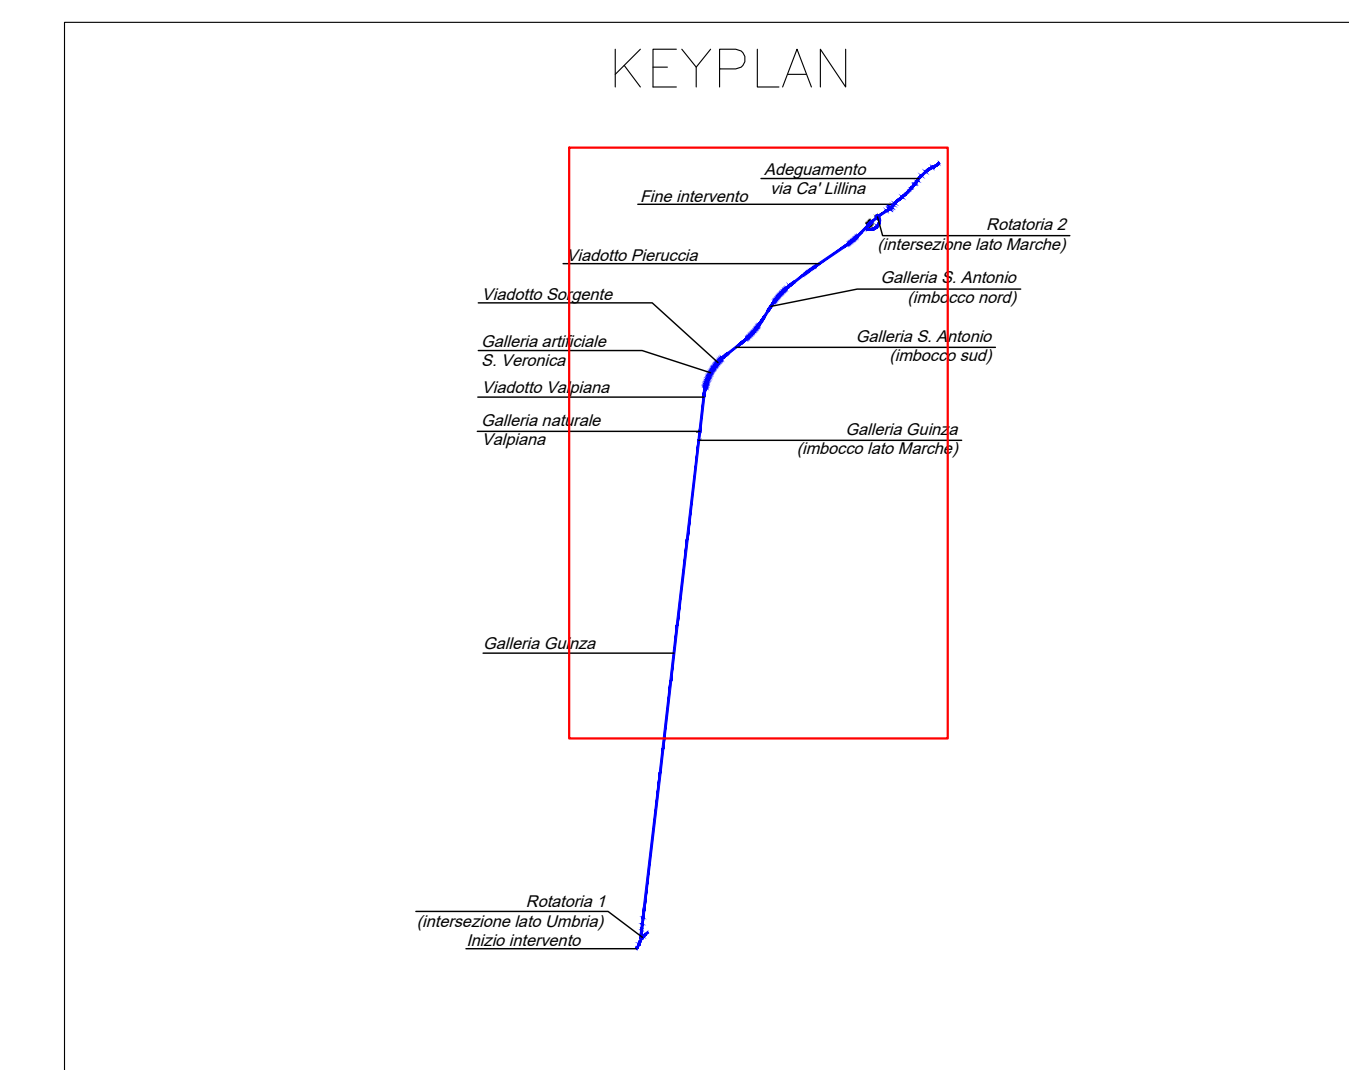 KEYPLAN
Adeguamento
via Ca' Lillina
Fine intervento
Rotatoria 2
(intersezione lato Marche)
Viadotto Pieruccia
Galleria S. Antonio
(imbocco nord)
Viadotto Sorgente
Galleria S. Antonio
(imbocco sud)
Galleria artificiale
S. Veronica
Viadotto Valpiana
Galleria naturale
Valpiana
Galleria Guinza
(imbocco lato Marche)
Galleria Guinza
Rotatoria 1
(intersezione lato Umbria)
Inizio intervento